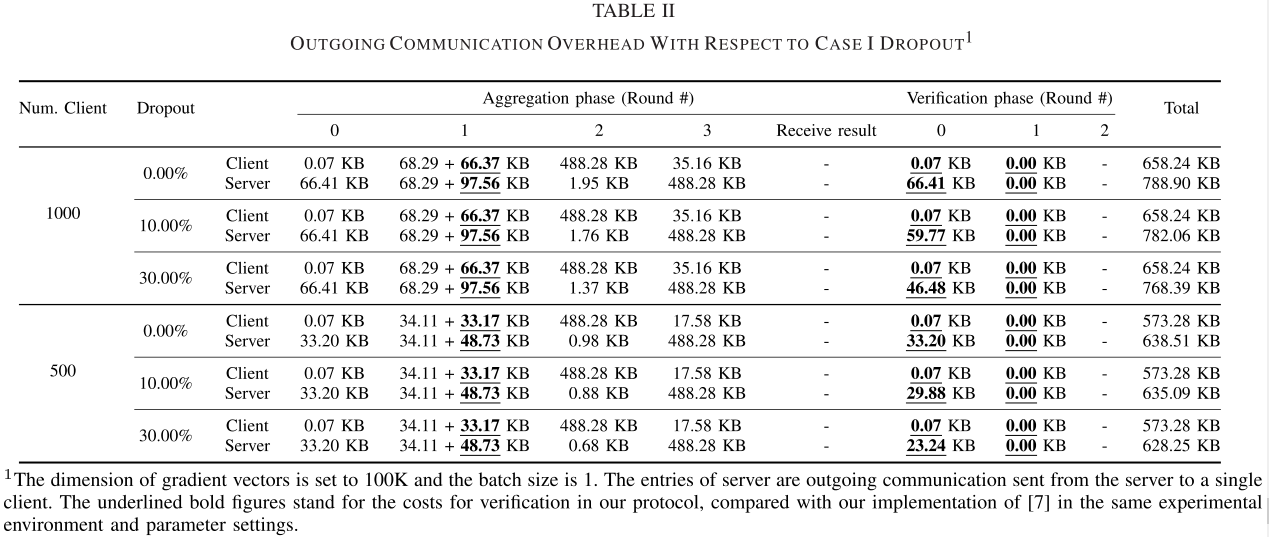 TABLE II
OUTGOING COMMUNICATION OVERHEAD WITH RESPECT TO CASE I DROPOUT1
Num. Client Dropout Aggregation phase (Round #) Verification phase (Round #) Total
0 1 2 3 Receive result 0 1 2
1000
0.00% Client 0.07 KB 68.29 + 66.37 KB 488.28 KB 35.16 KB - 0.07 KB 0.00 KB - 658.24 KB
Server 66.41 KB 68.29 + 97.56 KB 1.95 KB 488.28 KB - 66.41 KB 0.00 KB - 788.90 KB
10.00% Client 0.07 KB 68.29 + 66.37 KB 488.28 KB 35.16 KB - 0.07 KB 0.00 KB - 658.24 KB
Server 66.41 KB 68.29 + 97.56 KB 1.76 KB 488.28 KB - 59.77 KB 0.00 KB - 782.06 KB
30.00% Client 0.07 KB 68.29 + 66.37 KB 488.28 KB 35.16 KB - 0.07 KB 0.00 KB - 658.24 KB
Server 66.41 KB 68.29 + 97.56 KB 1.37 KB 488.28 KB - 46.48 KB 0.00 KB - 768.39 KB
500
0.00% Client 0.07 KB 34.11 + 33.17 KB 488.28 KB 17.58 KB - 0.07 KB 0.00 KB - 573.28 KB
Server 33.20 KB 34.11 + 48.73 KB 0.98 KB 488.28 KB - 33.20 KB 0.00 KB - 638.51 KB
10.00% Client 0.07 KB 34.11 + 33.17 KB 488.28 KB 17.58 KB - 0.07 KB 0.00 KB - 573.28 KB
Server 33.20 KB 34.11 + 48.73 KB 0.88 KB 488.28 KB - 29.88 KB 0.00 KB - 635.09 KB
30.00% Client 0.07 KB 34.11 + 33.17 KB 488.28 KB 17.58 KB - 0.07 KB 0.00 KB - 573.28 KB
Server 33.20 KB 34.11 + 48.73 KB 0.68 KB 488.28 KB - 23.24 KB 0.00 KB - 628.25 KB
1The dimension of gradient vectors is set to 100K and the batch size is 1. The entries of server are outgoing communication sent from the server to a single
client. The underlined bold figures stand for the costs for verification in our protocol, compared with our implementation of [7] in the same experimental
environment and parameter settings.